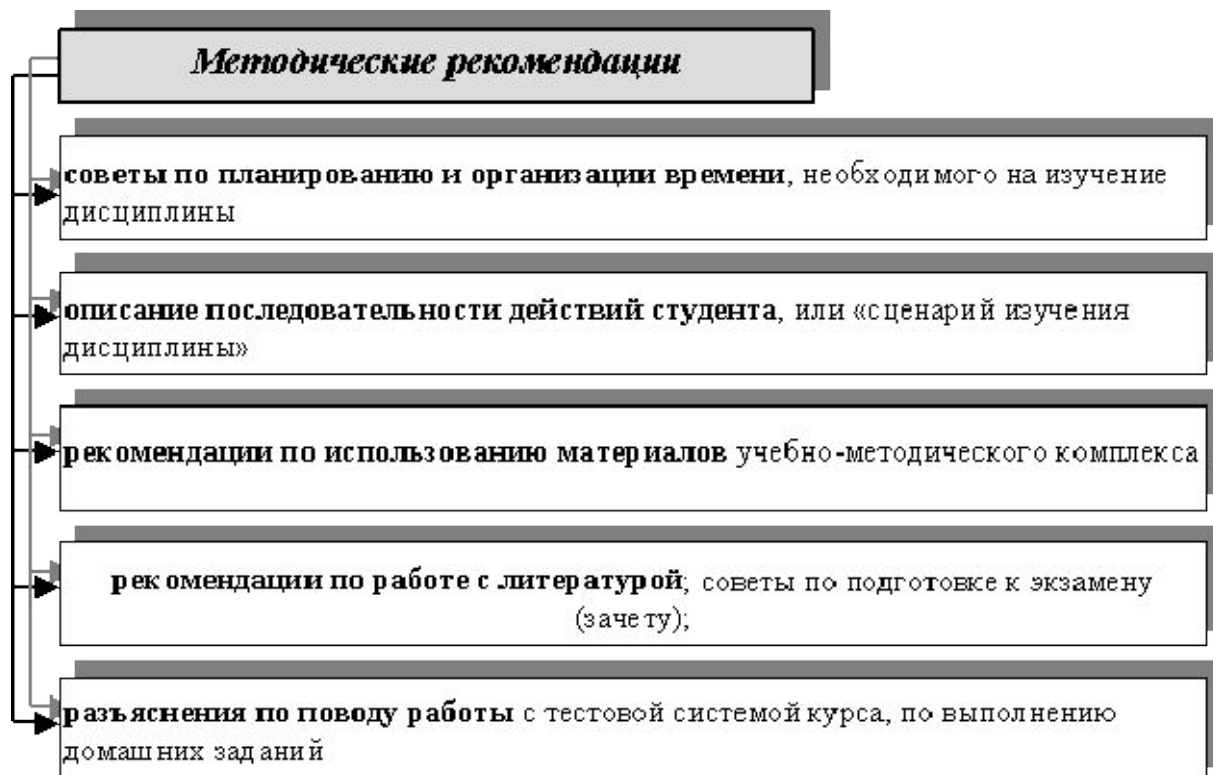 Методические рекомендации
советы по планированию и организации времени, необходимого на изучение
дисциплины
описание последовательности действий студента, или «сценарий изучения
дисциплины»
рекомендации по использованию материалов учебно-методического комплекса
рекомендации по работе с литературой; советы по подготовке к экзамену
(зачету);
разъяснения по поводу работы с тестовой системой курса, по выполнению
домашних заданий